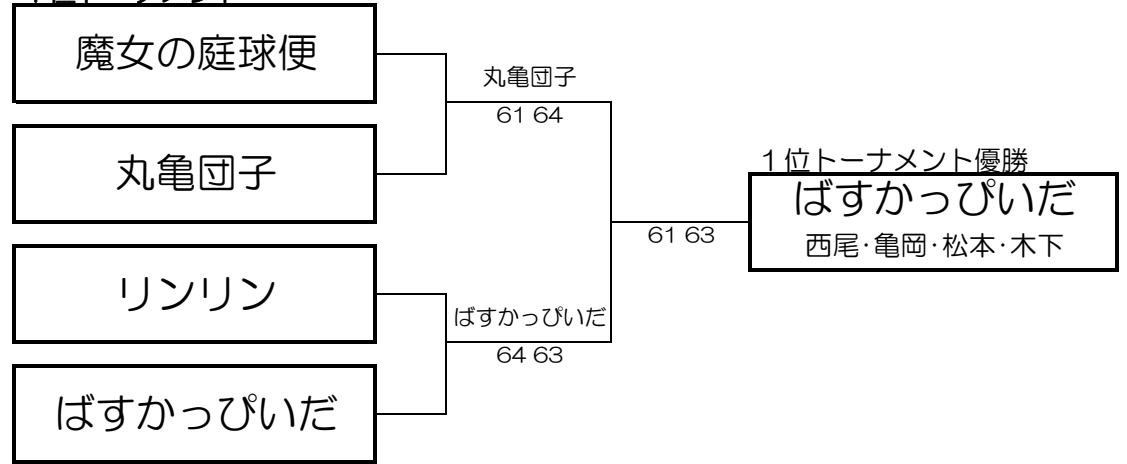 魔女の庭球便
丸亀団子
61 64
丸亀団子
1位トーナメント優勝
ばすかっぴいだ
西尾・亀岡・松本・木下
61 63
リンリン
ばすかっぴいだ
64 63
ばすかっぴいだ